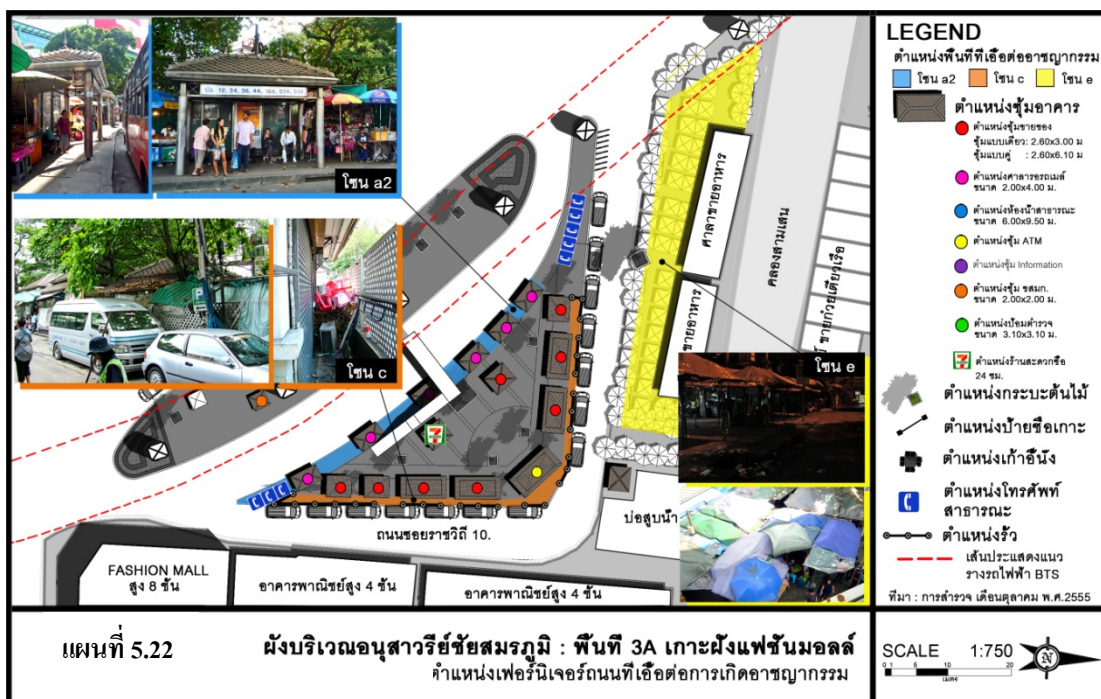 ปอ. 12, 34, 36, 44,
โซน a2
โซน c
โซน e
ศาลาขายอาหาร
คลองสามเสน
ขายก๋วยเตี๋ยวเรือ
ขายอาหาร
บ่อสูบน้ำ
ถนนซอยราชวิถี 10.
FASHION MALL
สูง 8 ชั้น
อาคารพาณิชย์สูง 4 ชั้น
อาคารพาณิชย์สูง 4 ชั้น
LEGEND
ตำแหน่งพื้นที่ที่เอื้อต่ออาชญากรรม
โซน a2 โซน c โซน e
ตำแหน่งซุ้มอาคาร
ตำแหน่งซุ้มขายของ
ซุ้มแบบเดี่ยว: 2.60x3.00 ม
ซุ้มแบบคู่ : 2.60x6.10 ม
ตำแหน่งศาลารอรถเมล์
ขนาด 2.00x4.00 ม.
ตำแหน่งห้องน้ำสาธารณะ
ขนาด 6.00x9.50 ม.
ตำแหน่งซุ้ม ATM
ตำแหน่งซุ้ม Information
ตำแหน่งซุ้ม ขสมก.
ขนาด 2.00x2.00 ม.
ตำแหน่งป้อมตำรวจ
ขนาด 3.10x3.10 ม.
ตำแหน่งร้านสะดวกซื้อ
24 ชม.
ตำแหน่งกระบะต้นไม้
ตำแหน่งป้ายชื่อเกาะ
ตำแหน่งเก้าอี้นั่ง
ตำแหน่งโทรศัพท์
สาธารณะ
ตำแหน่งรั้ว
เส้นประแสดงแนว
รางรถไฟฟ้า BTS
ที่มา : การสำรวจ เดือนตุลาคม พ.ศ.2555
แผนที่ 5.22
ผังบริเวณอนุสาวรีย์ชัยสมรภูมิ : พื้นที่ 3A เกาะฝั่งแฟชั่นมอลล์
ตำแหน่งเฟอร์นิเจอร์ถนนที่เอื้อต่อการเกิดอาชญากรรม
SCALE 1:750
0 1 5 10 20
เมตร
N